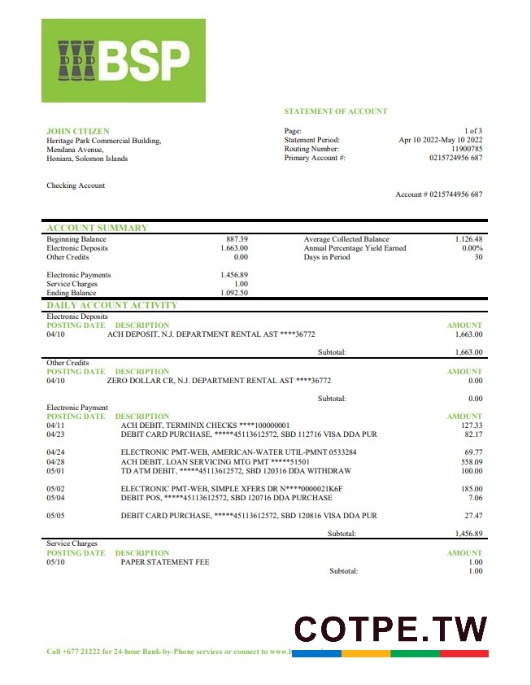 BSP
STATEMENT OF ACCOUNT
JOHN CITIZEN
Heritage Park Commercial Building,
Mendana Avenue,
Honiara, Solomon Islands
Page: 1 of 3
Statement Period: Apr 10 2022-May 10 2022
Routing Number: 11900785
Primary Account #: 0215724956 687
Checking Account
Account # 0215744956 687
ACCOUNT SUMMARY
Beginning Balance 887.39 Average Collected Balance 1,126.48
Electronic Deposits 1,663.00 Annual Percentage Yield Earned 0.00%
Other Credits 0.00 Days in Period 30
Electronic Payments 1,456.89
Service Charges 1.00
Ending Balance 1,092.50
DAILY ACCOUNT ACTIVITY
Electronic Deposits
POSTING DATE DESCRIPTION AMOUNT
04/10 ACH DEPOSIT, N.J. DEPARTMENT RENTAL AST ****36772 1,663.00
Subtotal: 1,663.00
Other Credits
POSTING DATE DESCRIPTION AMOUNT
04/10 ZERO DOLLAR CR, N.J. DEPARTMENT RENTAL AST ****36772 0.00
Subtotal: 0.00
Electronic Payment
POSTING DATE DESCRIPTION AMOUNT
04/11 ACH DEBIT, TERMINIX CHECKS ****100000001 127.33
04/23 DEBIT CARD PURCHASE, *****45113612572, SBD 112716 VISA DDA PUR 82.17
04/24 ELECTRONIC PMT-WEB, AMERICAN-WATER UTIL-PMNT 0533284 69.77
04/28 ACH DEBIT, LOAN SERVICING MTG PMT *****51501 558.09
05/01 TD ATM DEBIT, *****45113612572, SBD 120316 DDA WITHDRAW 100.00
05/02 ELECTRONIC PMT-WEB, SIMPLE XFERS DR N****0000021K6F 185.00
05/04 DEBIT POS, *****45113612572, SBD 120716 DDA PURCHASE 7.06
05/05 DEBIT CARD PURCHASE, *****45113612572, SBD 120816 VISA DDA PUR 27.47
Subtotal: 1,456.89
Service Charges
POSTING DATE DESCRIPTION AMOUNT
05/10 PAPER STATEMENT FEE 1.00
Subtotal: 1.00
COTPE.TW
Call +677 21222 for 24-hour Bank-by-Phone services or connect to